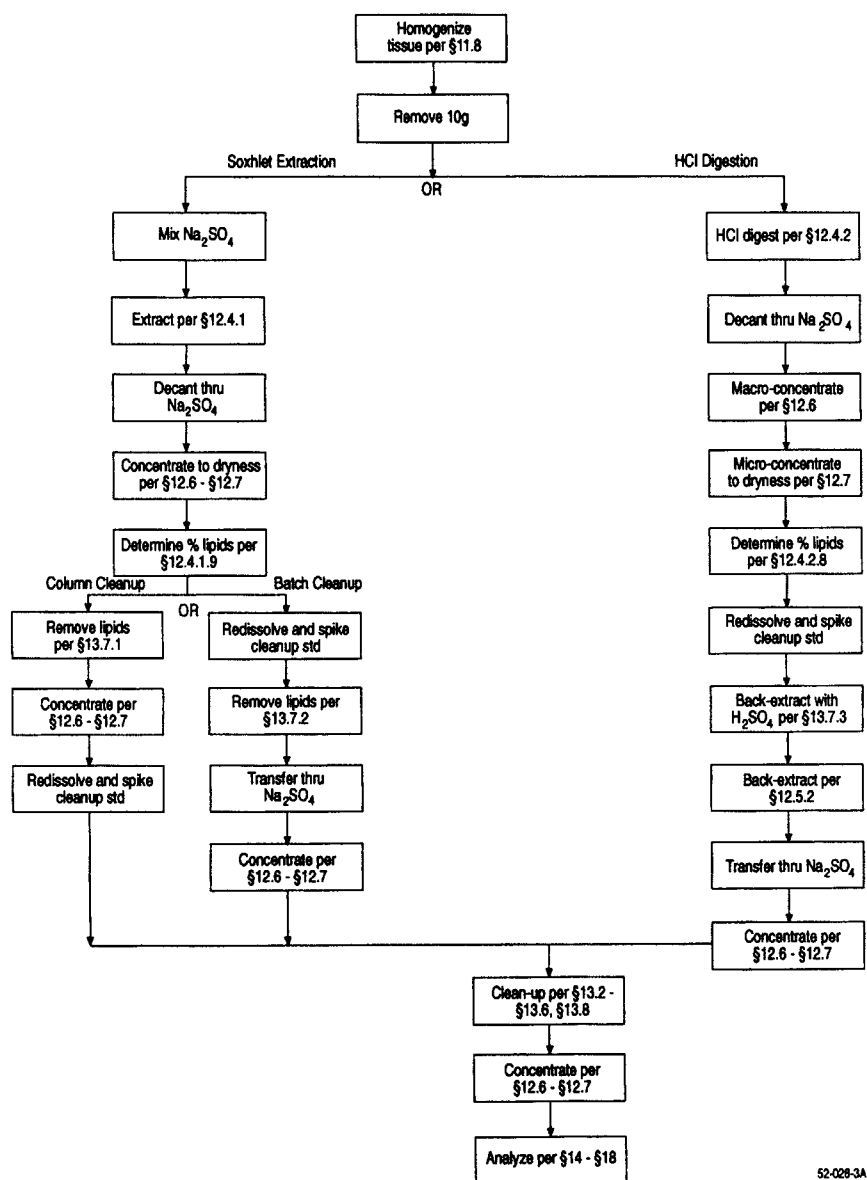 Homogenize
tissue per §11.8
Remove 10g
Soxhlet Extraction
HCl Digestion
OR
Mix Na₂SO₄
Extract per §12.4.1
Decant thru
Na₂SO₄
Concentrate to dryness
per §12.6 - §12.7
Determine % lipids per
§12.4.1.9
Column Cleanup
Batch Cleanup
OR
Remove lipids
per §13.7.1
Concentrate per
§12.6 - §12.7
Redissolve and spike
cleanup std
Redissolve and spike
cleanup std
Remove lipids per
§13.7.2
Transfer thru
Na₂SO₄
Concentrate per
§12.6 - §12.7
HCl digest per §12.4.2
Decant thru Na₂SO₄
Macro-concentrate
per §12.6
Micro-concentrate
to dryness per §12.7
Determine % lipids
per §12.4.2.8
Redissolve and spike
cleanup std
Back-extract with
H₂SO₄ per §13.7.3
Back-extract per
§12.5.2
Transfer thru Na₂SO₄
Concentrate per
§12.6 - §12.7
Clean-up per §13.2 -
§13.6, §13.8
Concentrate per
§12.6 - §12.7
Analyze per §14 - §18
52-026-3A